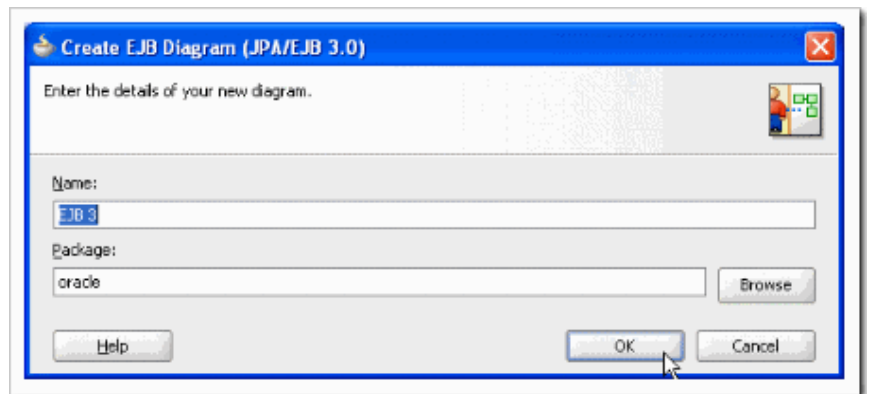 Create EJB Diagram (JPA/EJB 3.0)
Enter the details of your new diagram.
Name:
EJB 3
Package:
oracle
Browse
Help
OK
Cancel